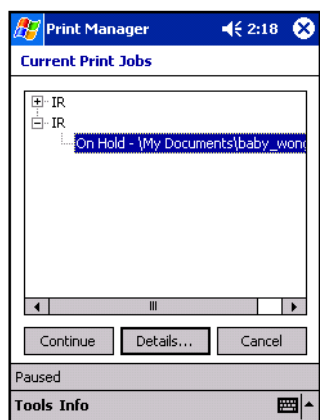 Print Manager 2:18
Current Print Jobs
IR
IR
On Hold - \My Documents\baby_wond
Continue Details... Cancel
Paused
Tools Info